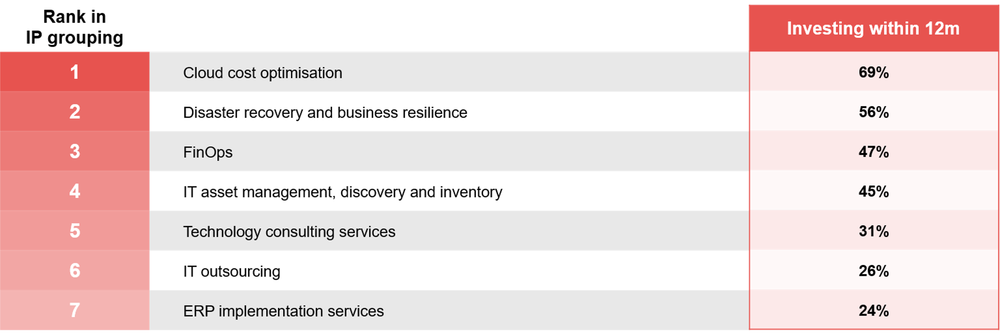 Rank in
IP grouping
Investing within 12m
1 Cloud cost optimisation 69%
2 Disaster recovery and business resilience 56%
3 FinOps 47%
4 IT asset management, discovery and inventory 45%
5 Technology consulting services 31%
6 IT outsourcing 26%
7 ERP implementation services 24%